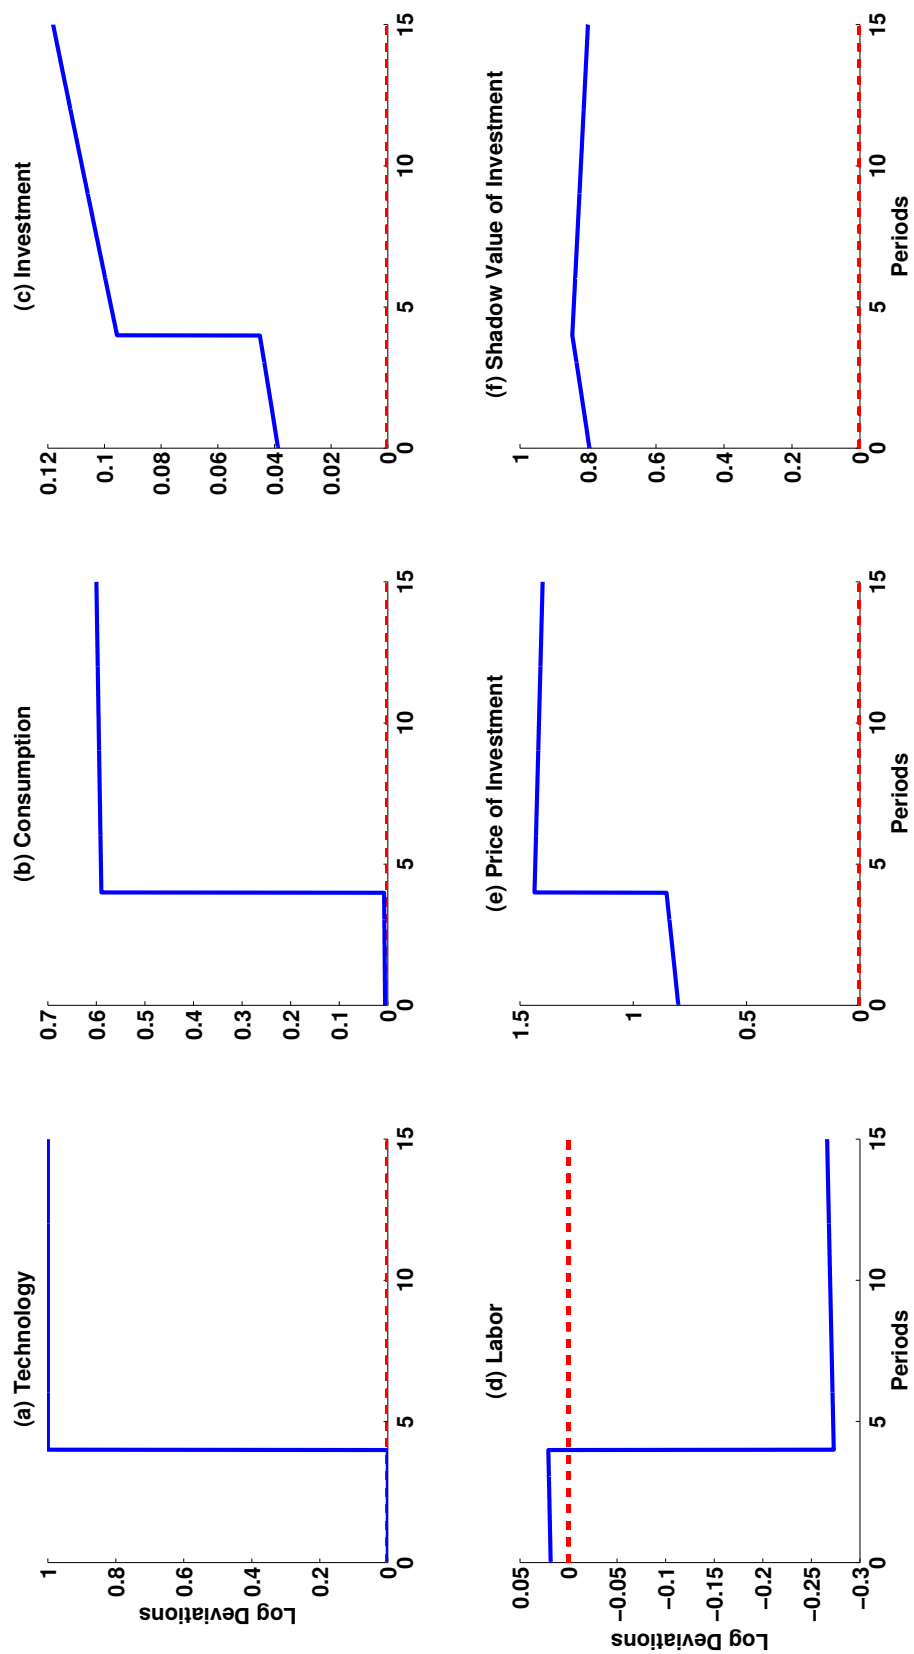 (a) Technology
Log Deviations
1
0.8
0.6
0.4
0.2
0
0 5 10 15
(b) Consumption
0.7
0.6
0.5
0.4
0.3
0.2
0.1
0
0 5 10 15
(c) Investment
0.12
0.1
0.08
0.06
0.04
0.02
0
0 5 10 15
(d) Labor
Log Deviations
0.05
0
−0.05
−0.1
−0.15
−0.2
−0.25
−0.3
0 5 10 15
Periods
(e) Price of Investment
1.5
1
0.5
0
0 5 10 15
Periods
(f) Shadow Value of Investment
1
0.8
0.6
0.4
0.2
0
0 5 10 15
Periods